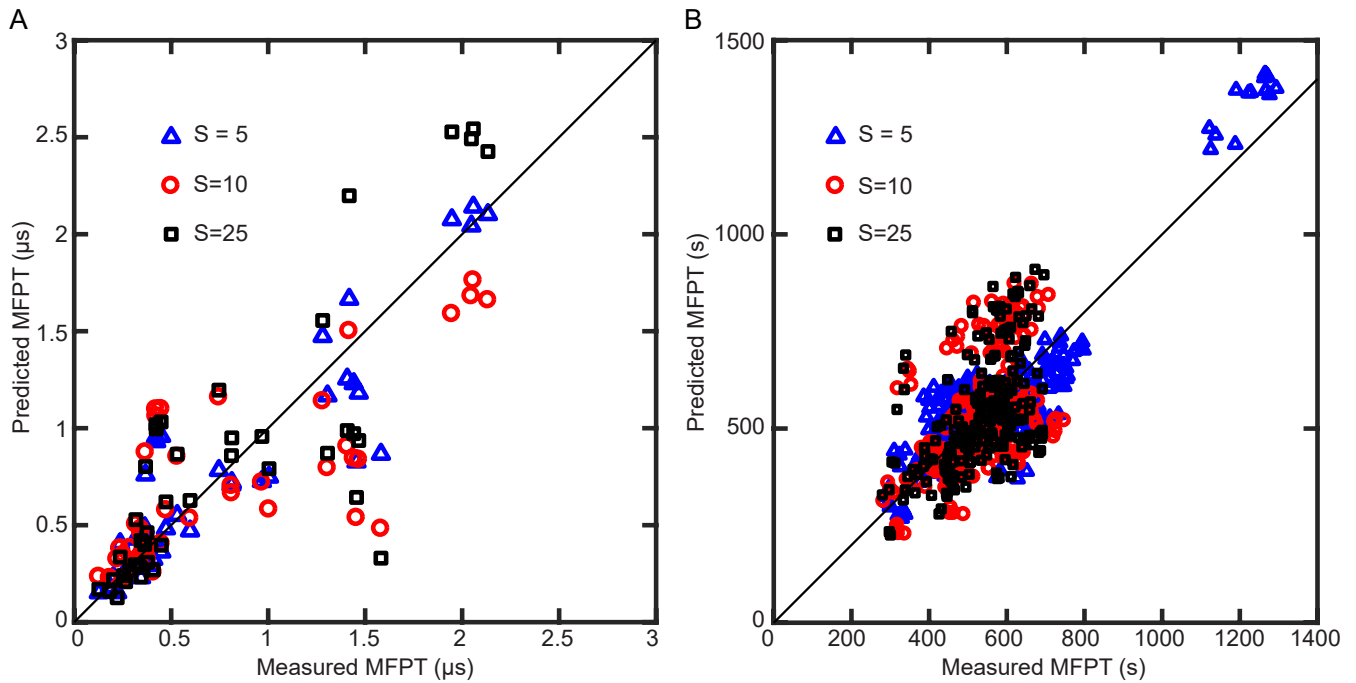 A
3
2.5
2
1.5
1
0.5
0
Predicted MFPT (µs)
S = 5
S=10
S=25
0 0.5 1 1.5 2 2.5 3
Measured MFPT (µs)
B
1500
1000
500
0
Predicted MFPT (s)
S = 5
S=10
S=25
0 200 400 600 800 1000 1200 1400
Measured MFPT (s)